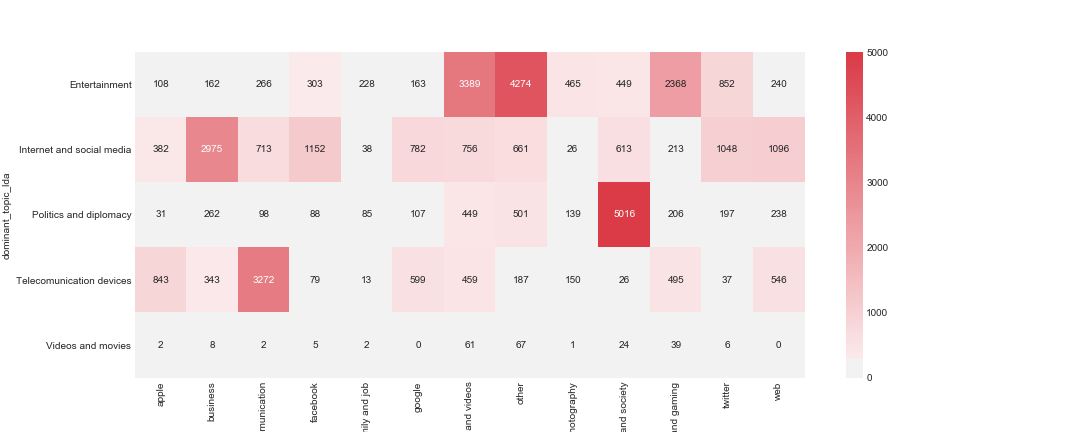 Entertainment 108 162 266 303 228 163 3389 4274 465 449 2368 852 240
Internet and social media 382 2975 713 1152 38 782 756 661 26 613 213 1048 1096
Politics and diplomacy 31 262 98 88 85 107 449 501 139 5016 206 197 238
Telecomunication devices 843 343 3272 79 13 599 459 187 150 26 495 37 546
Videos and movies 2 8 2 5 2 0 61 67 1 24 39 6 0
dominant_topic_lda
apple
business
munication
facebook
nily and job
google
and videos
other
hotography
and society
and gaming
twitter
web
5000
4000
3000
2000
1000
0